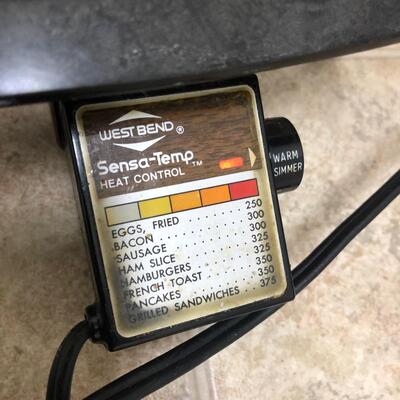 WEST BEND ®
Sensa-Temp™
HEAT CONTROL
WARM
SIMMER
EGGS, FRIED . . . . . . . . 250
BACON . . . . . . . . . . 300
SAUSAGE . . . . . . . . . 300
HAM SLICE . . . . . . . . 325
HAMBURGERS . . . . . . . 325
FRENCH TOAST . . . . . . 350
PANCAKES . . . . . . . . 350
GRILLED SANDWICHES . . 375